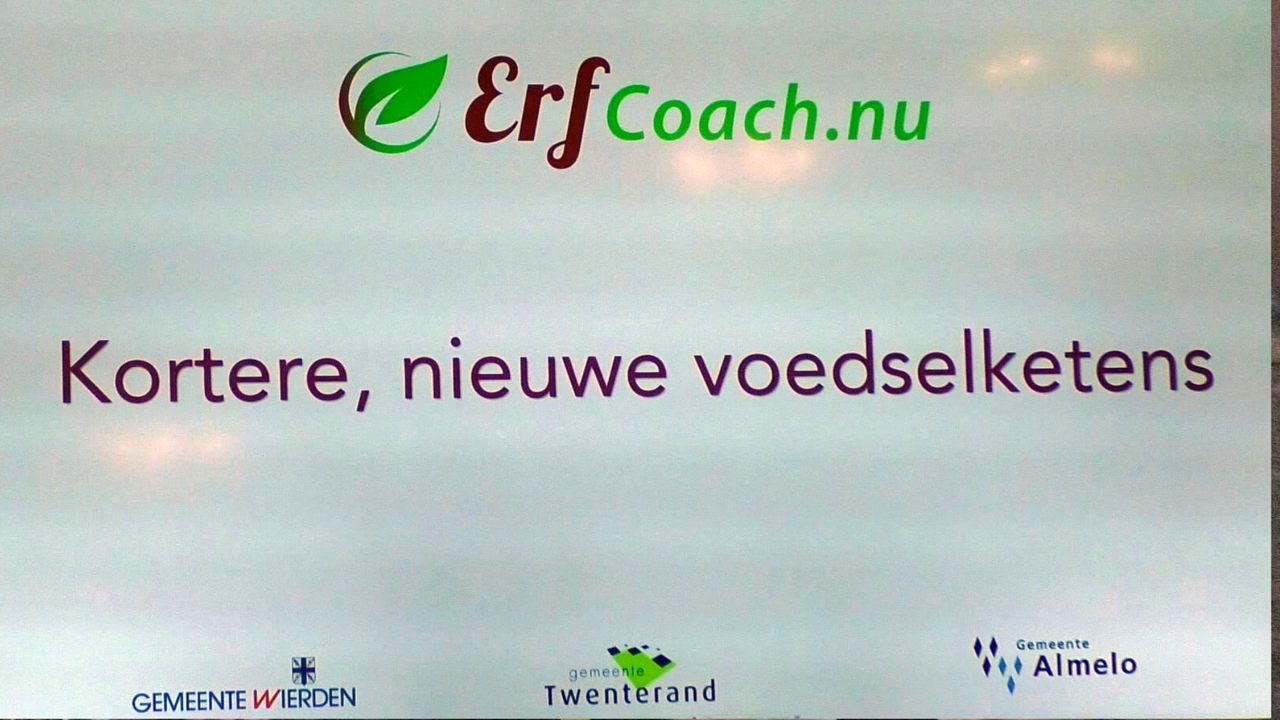 ErfCoach.nu
Kortere, nieuwe voedselketens
GEMEENTE WIERDEN
gemeente
Twenterand
Gemeente
Almelo